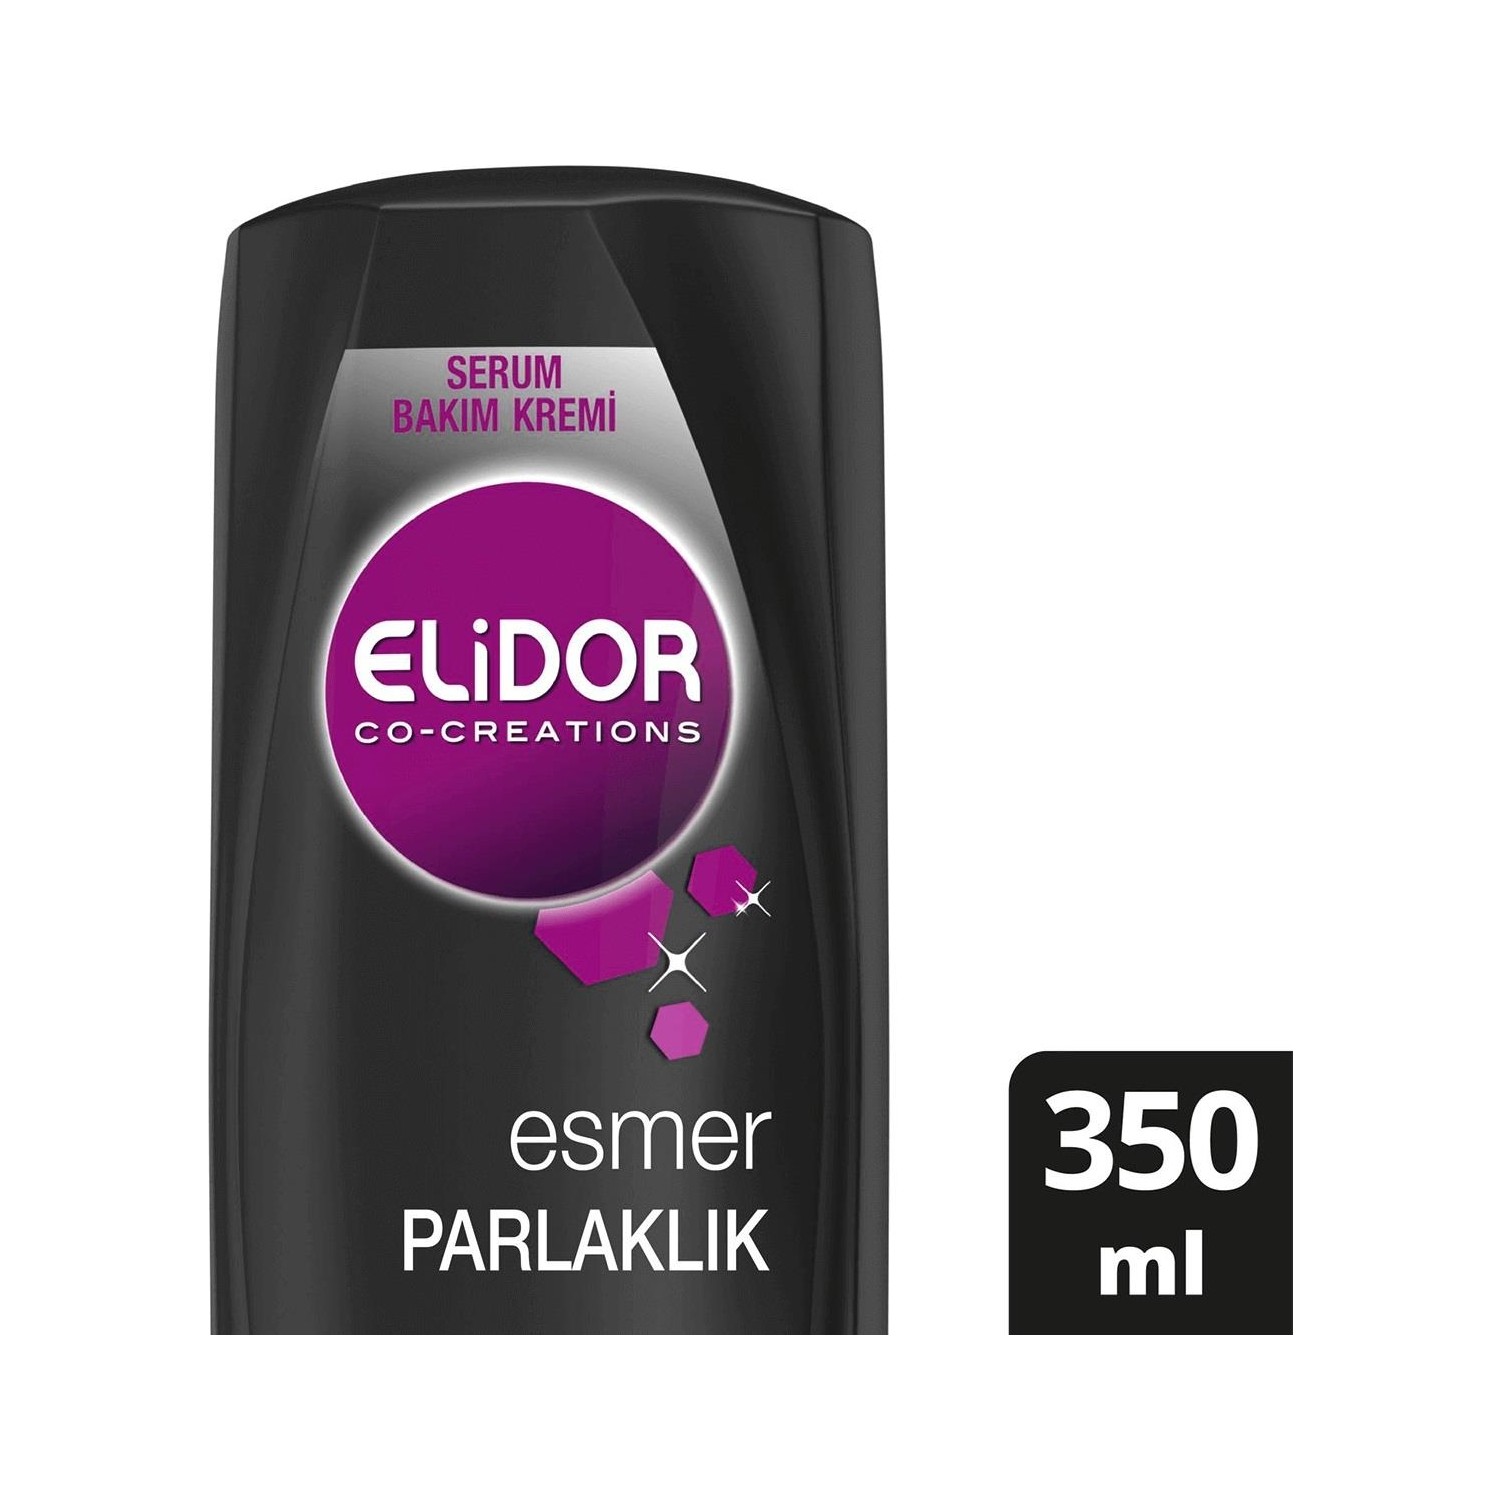 SERUM
BAKIM KREMİ
ELiDOR
CO-CREATIONS
esmer
PARLAKLIK
350
ml